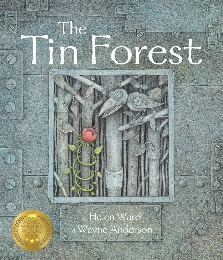 The
Tin Forest
Helen Ward
Wayne Anderson